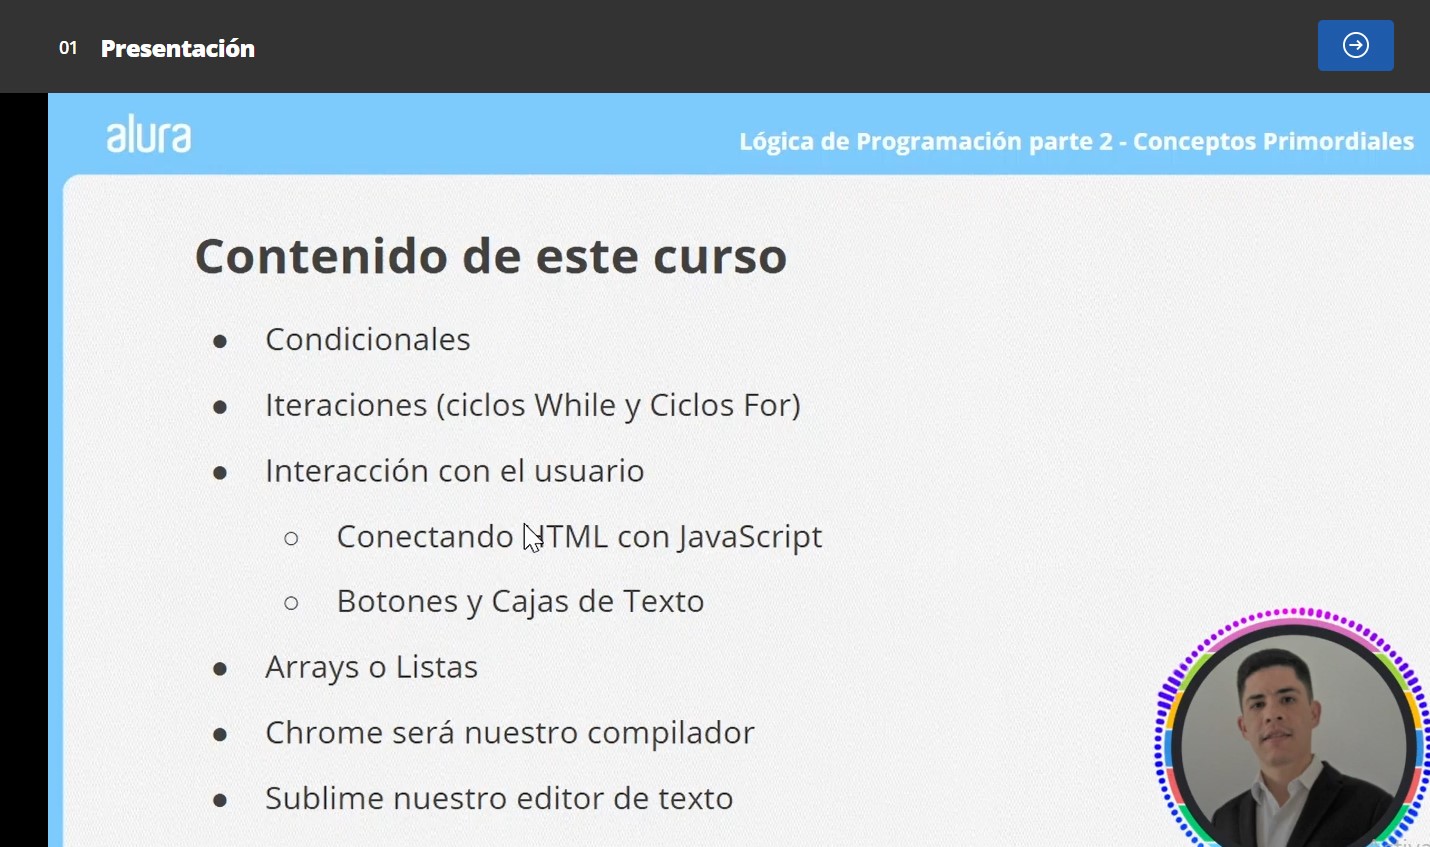 01 Presentación
alura
Lógica de Programación parte 2 - Conceptos Primordiales
Contenido de este curso
● Condicionales
● Iteraciones (ciclos While y Ciclos For)
● Interacción con el usuario
○ Conectando HTML con JavaScript
○ Botones y Cajas de Texto
● Arrays o Listas
● Chrome será nuestro compilador
● Sublime nuestro editor de texto